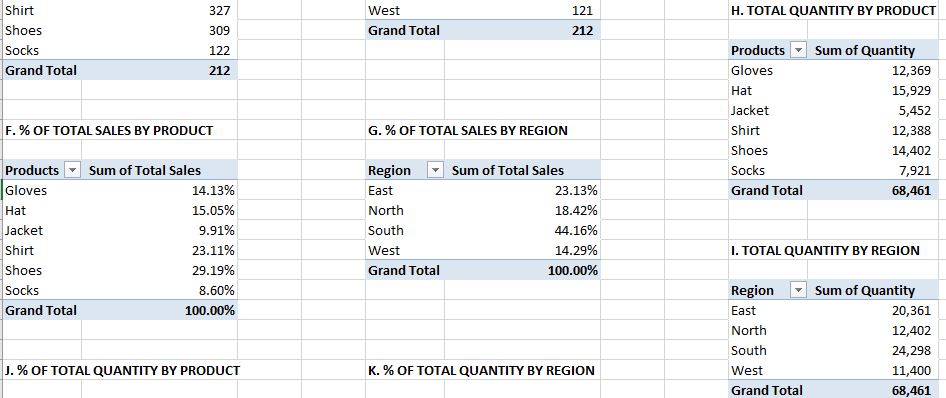 Shirt 327
Shoes 309
Socks 122
Grand Total 212
West 121
Grand Total 212
F. % OF TOTAL SALES BY PRODUCT
Products Sum of Total Sales
Gloves 14.13%
Hat 15.05%
Jacket 9.91%
Shirt 23.11%
Shoes 29.19%
Socks 8.60%
Grand Total 100.00%
G. % OF TOTAL SALES BY REGION
Region Sum of Total Sales
East 23.13%
North 18.42%
South 44.16%
West 14.29%
Grand Total 100.00%
H. TOTAL QUANTITY BY PRODUCT
Products Sum of Quantity
Gloves 12,369
Hat 15,929
Jacket 5,452
Shirt 12,388
Shoes 14,402
Socks 7,921
Grand Total 68,461
I. TOTAL QUANTITY BY REGION
Region Sum of Quantity
East 20,361
North 12,402
South 24,298
West 11,400
Grand Total 68,461
J. % OF TOTAL QUANTITY BY PRODUCT
K. % OF TOTAL QUANTITY BY REGION